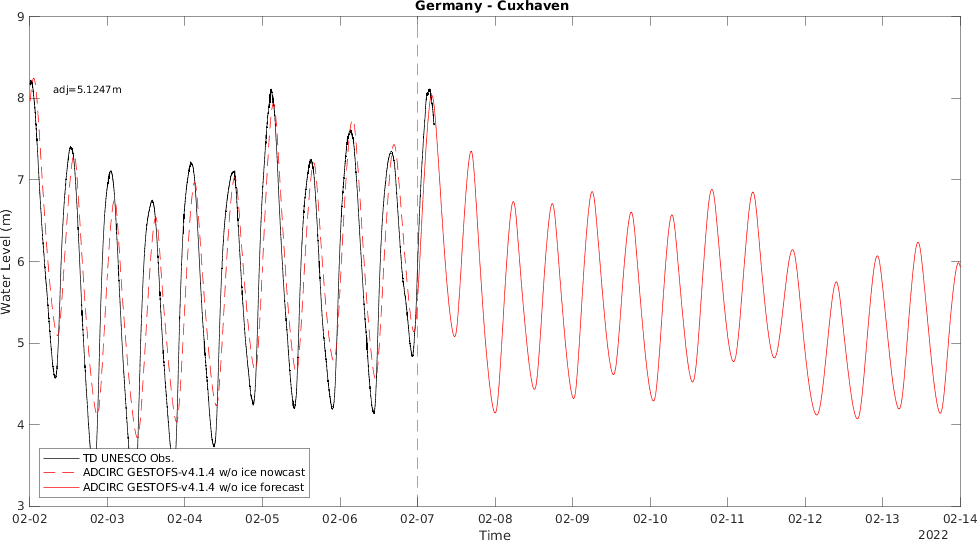 Germany - Cuxhaven
adj=5.1247m
Water Level (m)
9
8
7
6
5
4
3
TD UNESCO Obs.
ADCIRC GESTOFS-v4.1.4 w/o ice nowcast
ADCIRC GESTOFS-v4.1.4 w/o ice forecast
02-02 02-03 02-04 02-05 02-06 02-07 02-08 02-09 02-10 02-11 02-12 02-13 02-14
Time
2022